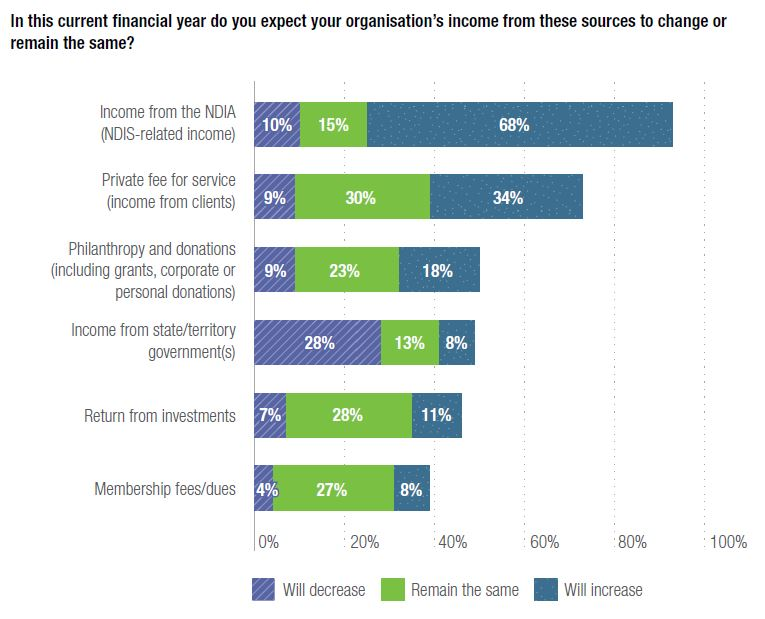 In this current financial year do you expect your organisation’s income from these sources to change or
remain the same?
Income from the NDIA
(NDIS-related income)
10% 15% 68%
Private fee for service
(income from clients)
9% 30% 34%
Philanthropy and donations
(including grants, corporate or
personal donations)
9% 23% 18%
Income from state/territory
government(s)
28% 13% 8%
Return from investments
7% 28% 11%
Membership fees/dues
4% 27% 8%
0% 20% 40% 60% 80% 100%
Will decrease Remain the same Will increase